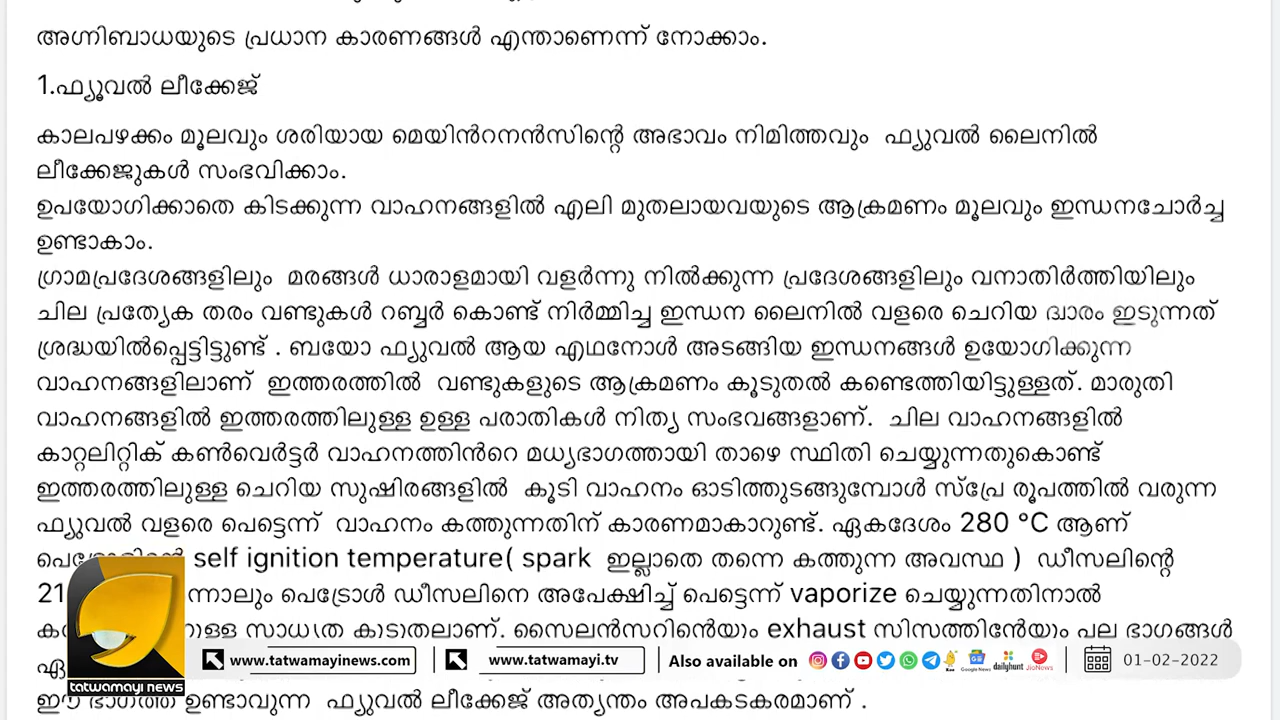 അഗ്നിബാധയുടെ പ്രധാന കാരണങ്ങൾ എന്താണെന്ന് നോക്കാം.
1.ഫ്യൂവൽ ലീക്കേജ്
കാലപഴക്കം മൂലവും ശരിയായ മെയിൻറനൻസിന്റെ അഭാവം നിമിത്തവും ഫ്യുവൽ ലൈനിൽ
ലീക്കേജുകൾ സംഭവിക്കാം.
ഉപയോഗിക്കാതെ കിടക്കുന്ന വാഹനങ്ങളിൽ എലി മുതലായവയുടെ ആക്രമണം മൂലവും ഇന്ധനചോർച്ച
ഉണ്ടാകാം.
ഗ്രാമപ്രദേശങ്ങളിലും മരങ്ങൾ ധാരാളമായി വളർന്നു നിൽക്കുന്ന പ്രദേശങ്ങളിലും വനാതിർത്തിയിലും
ചില പ്രത്യേക തരം വണ്ടുകൾ റബ്ബർ കൊണ്ട് നിർമ്മിച്ച ഇന്ധന ലൈനിൽ വളരെ ചെറിയ ദ്വാരം ഇടുന്നത്
ശ്രദ്ധയിൽപ്പെട്ടിട്ടുണ്ട് . ബയോ ഫ്യുവൽ ആയ എഥനോൾ അടങ്ങിയ ഇന്ധനങ്ങൾ ഉയോഗിക്കുന്ന
വാഹനങ്ങളിലാണ് ഇത്തരത്തിൽ വണ്ടുകളുടെ ആക്രമണം കൂടുതൽ കണ്ടെത്തിയിട്ടുള്ളത്. മാരുതി
വാഹനങ്ങളിൽ ഇത്തരത്തിലുള്ള ഉള്ള പരാതികൾ നിത്യ സംഭവങ്ങളാണ്. ചില വാഹനങ്ങളിൽ
കാറ്റലിറ്റിക് കൺവെർട്ടർ വാഹനത്തിൻറെ മധ്യഭാഗത്തായി താഴെ സ്ഥിതി ചെയ്യുന്നതുകൊണ്ട്
ഇത്തരത്തിലുള്ള ചെറിയ സുഷിരങ്ങളിൽ കൂടി വാഹനം ഓടിത്തുടങ്ങുമ്പോൾ സ്പ്രേ രൂപത്തിൽ വരുന്ന
ഫ്യുവൽ വളരെ പെട്ടെന്ന് വാഹനം കത്തുന്നതിന് കാരണമാകാറുണ്ട്. ഏകദേശം 280 °C ആണ്
self ignition temperature( spark ഇല്ലാതെ തന്നെ കത്തുന്ന അവസ്ഥ ) ഡീസലിന്റെ
21 പെട്രോൾ ഡീസലിനെ അപേക്ഷിച്ച് പെട്ടെന്ന് vaporize ചെയ്യുന്നതിനാൽ
സാധ്യത കൂടുതലാണ്. സൈലൻസറിൻെയും exhaust സിസത്തിൻേയും പല ഭാഗങ്ങൾ
tatwamayi news
www.tatwamayinews.com
www.tatwamayi.tv
Also available on
Koo
Google News
dailyhunt
JioNews
01-02-2022
ഈ ഭാഗത്ത് ഉണ്ടാവുന്ന ഫ്യുവൽ ലീക്കേജ് അത്യന്തം അപകടകരമാണ് .